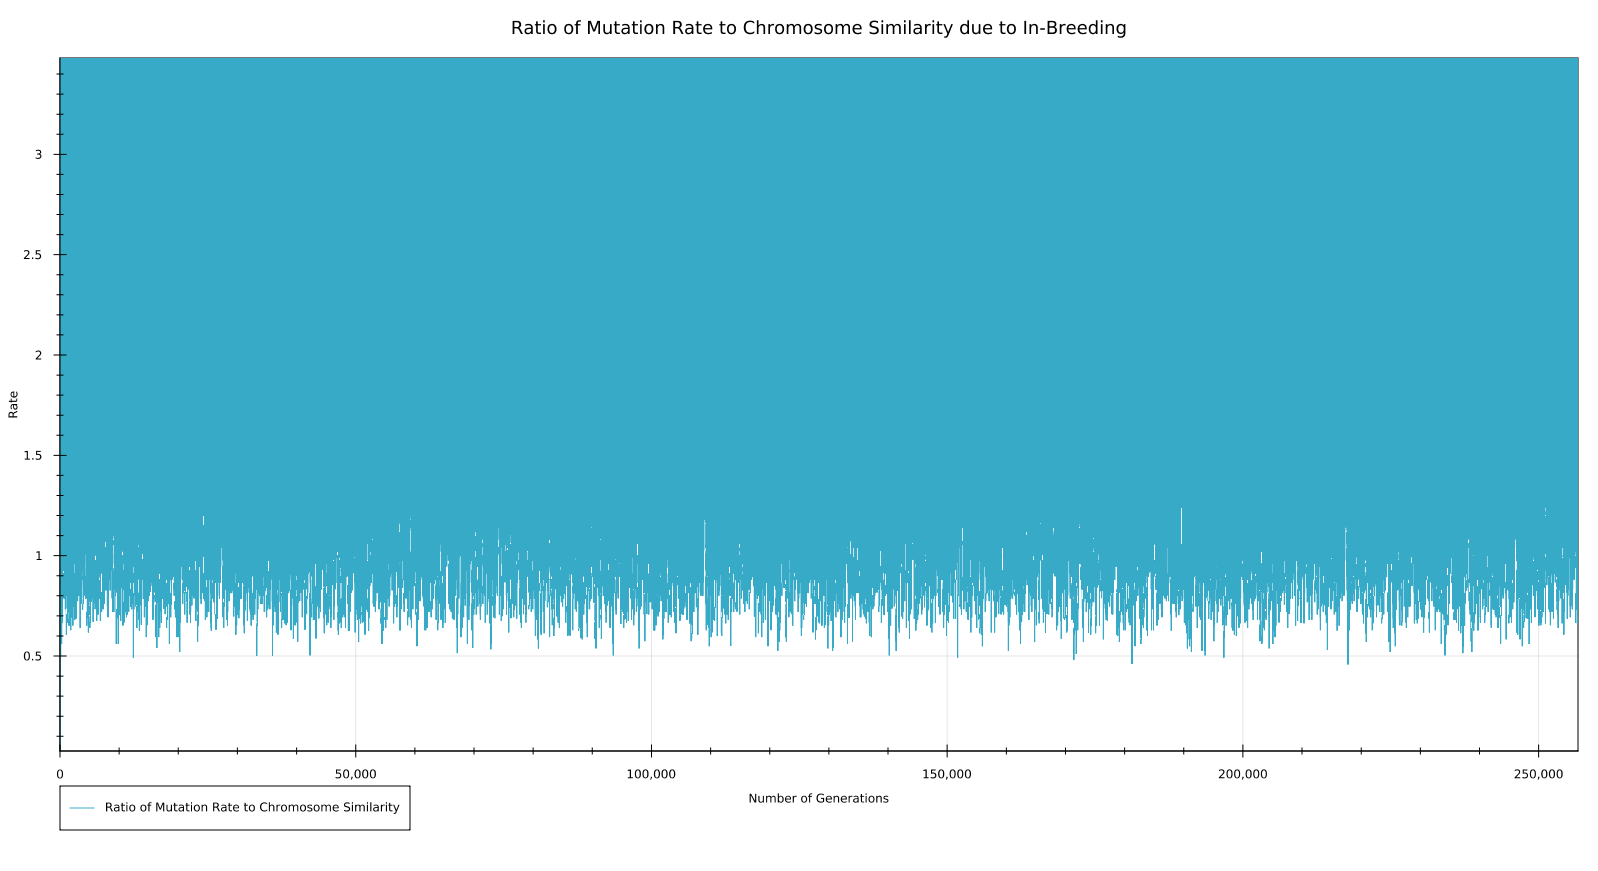 Ratio of Mutation Rate to Chromosome Similarity due to In-Breeding
3
2.5
2
1.5
1
0.5
Rate
0 50,000 100,000 150,000 200,000 250,000
Number of Generations
Ratio of Mutation Rate to Chromosome Similarity